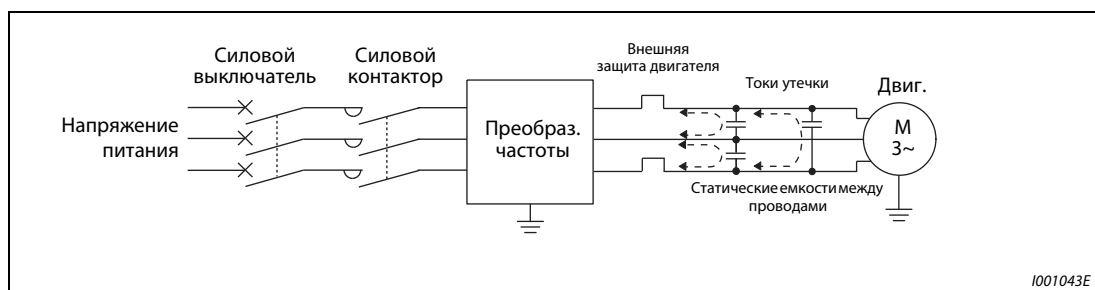 Силовой
выключатель
Силовой
контактор
Внешняя
защита двигателя
Токи утечки
Двиг.
Напряжение
питания
Преобраз.
частоты
M
3~
Статические емкости между
проводами
I001043E